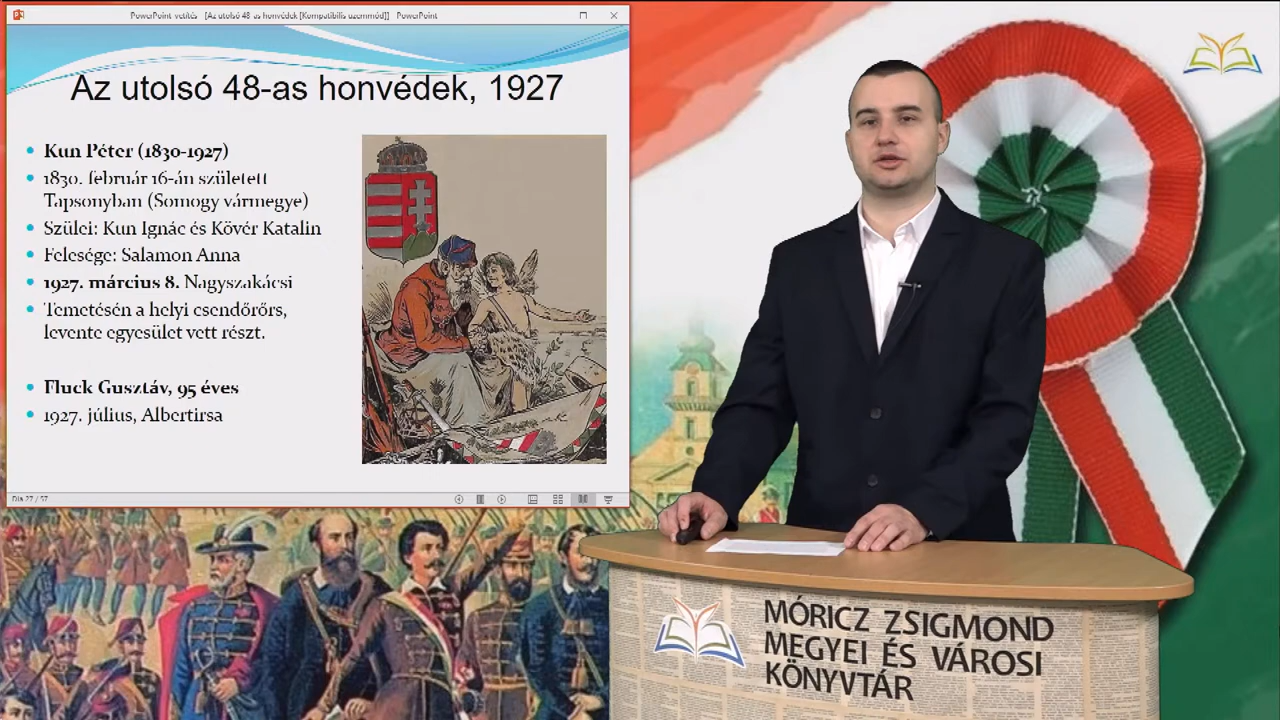 PowerPoint-vetítés - [Az utolsó 48-as honvédek [Kompatibilis üzemmód]] - PowerPoint
Az utolsó 48-as honvédek, 1927
Kun Péter (1830-1927)
1830. február 16-án született
Tapsonyban (Somogy vármegye)
Szülei: Kun Ignác és Kövér Katalin
Felesége: Salamon Anna
1927. március 8. Nagyszakácsi
Temetésén a helyi csendőrőrs,
levente egyesület vett részt.
Fluck Gusztáv, 95 éves
1927. július, Albertirsa
Dia 27 / 57
MÓRICZ ZSIGMOND
MEGYEI ÉS VÁROSI
KÖNYVTÁR